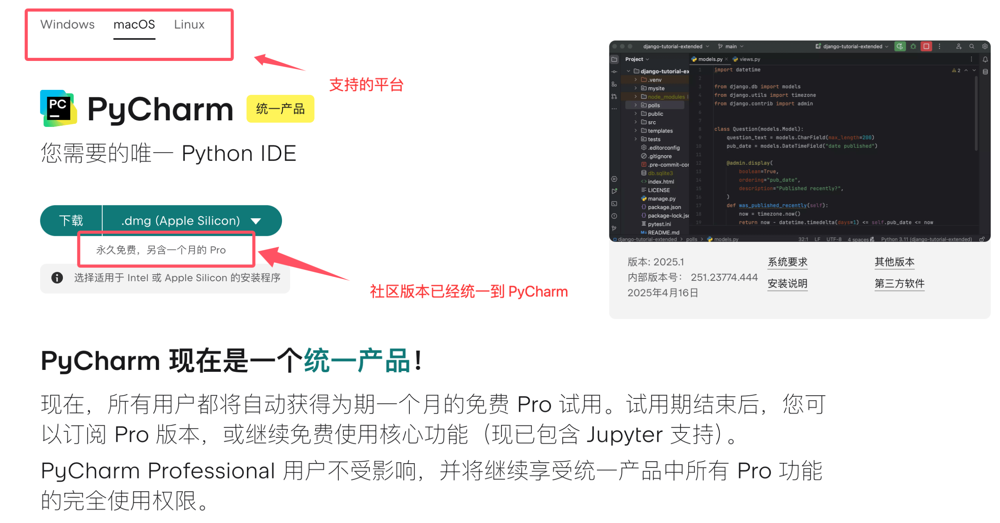 Windows macOS Linux
支持的平台
PC
PyCharm 统一产品
您需要的唯一 Python IDE
下载 .dmg (Apple Silicon)
永久免费，另含一个月的 Pro
选择适用于 Intel 或 Apple Silicon 的安装程序
社区版本已经统一到 PyCharm
django-tutorial-extended main django-tutorial-extended
Project
django-tutorial-ex
.venv
mysite
node_modules
polls
public
src
templates
tests
.editorconfig
.gitignore
.pre-commit-cor
db.sqlite3
index.html
LICENSE
manage.py
package.json
package-lock.jsc
pytest.ini
README.md
models.py views.py
2
1 import datetime
2
3 from django.db import models
4 from django.utils import timezone
5 from django.contrib import admin
6
7
8 class Question(models.Model):
9 question_text = models.CharField(max_length=200)
10 pub_date = models.DateTimeField("date published")
11
12 @admin.display(
13 boolean=True,
14 ordering="pub_date",
15 description="Published recently?",
16 )
17 def was_published_recently(self):
18 now = timezone.now()
19 return now - datetime.timedelta(days=1) <= self.pub_date <= now
django-tutorial-extended > polls > models.py 32:1 LF UTF-8 4 spaces Python 3.11 (django-tutorial-extended)
版本: 2025.1
内部版本号： 251.23774.444
2025年4月16日
系统要求
安装说明
其他版本
第三方软件
PyCharm 现在是一个统一产品！
现在，所有用户都将自动获得为期一个月的免费 Pro 试用。试用期结束后，您可
以订阅 Pro 版本，或继续免费使用核心功能（现已包含 Jupyter 支持）。
PyCharm Professional 用户不受影响，并将继续享受统一产品中所有 Pro 功能
的完全使用权限。